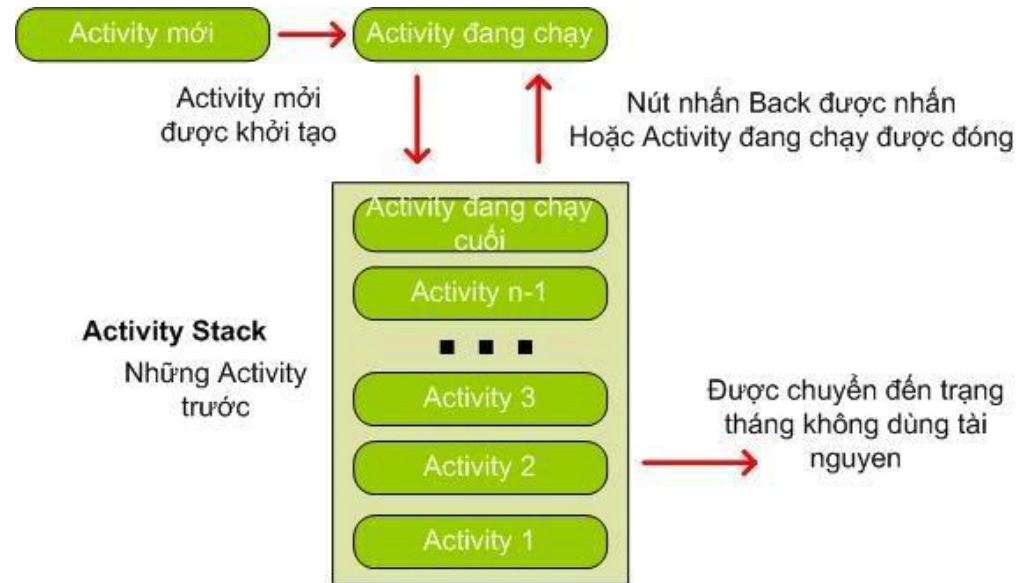 Activity mới
Activity đang chạy
Activity mởi
được khởi tạo
Nút nhấn Back được nhấn
Hoặc Activity đang chạy được đóng
Activity đang chạy
cuối
Activity n-1
Activity Stack
Những Activity
trước
Activity 3
Activity 2
Activity 1
Được chuyển đến trạng
tháng không dùng tài
nguyen